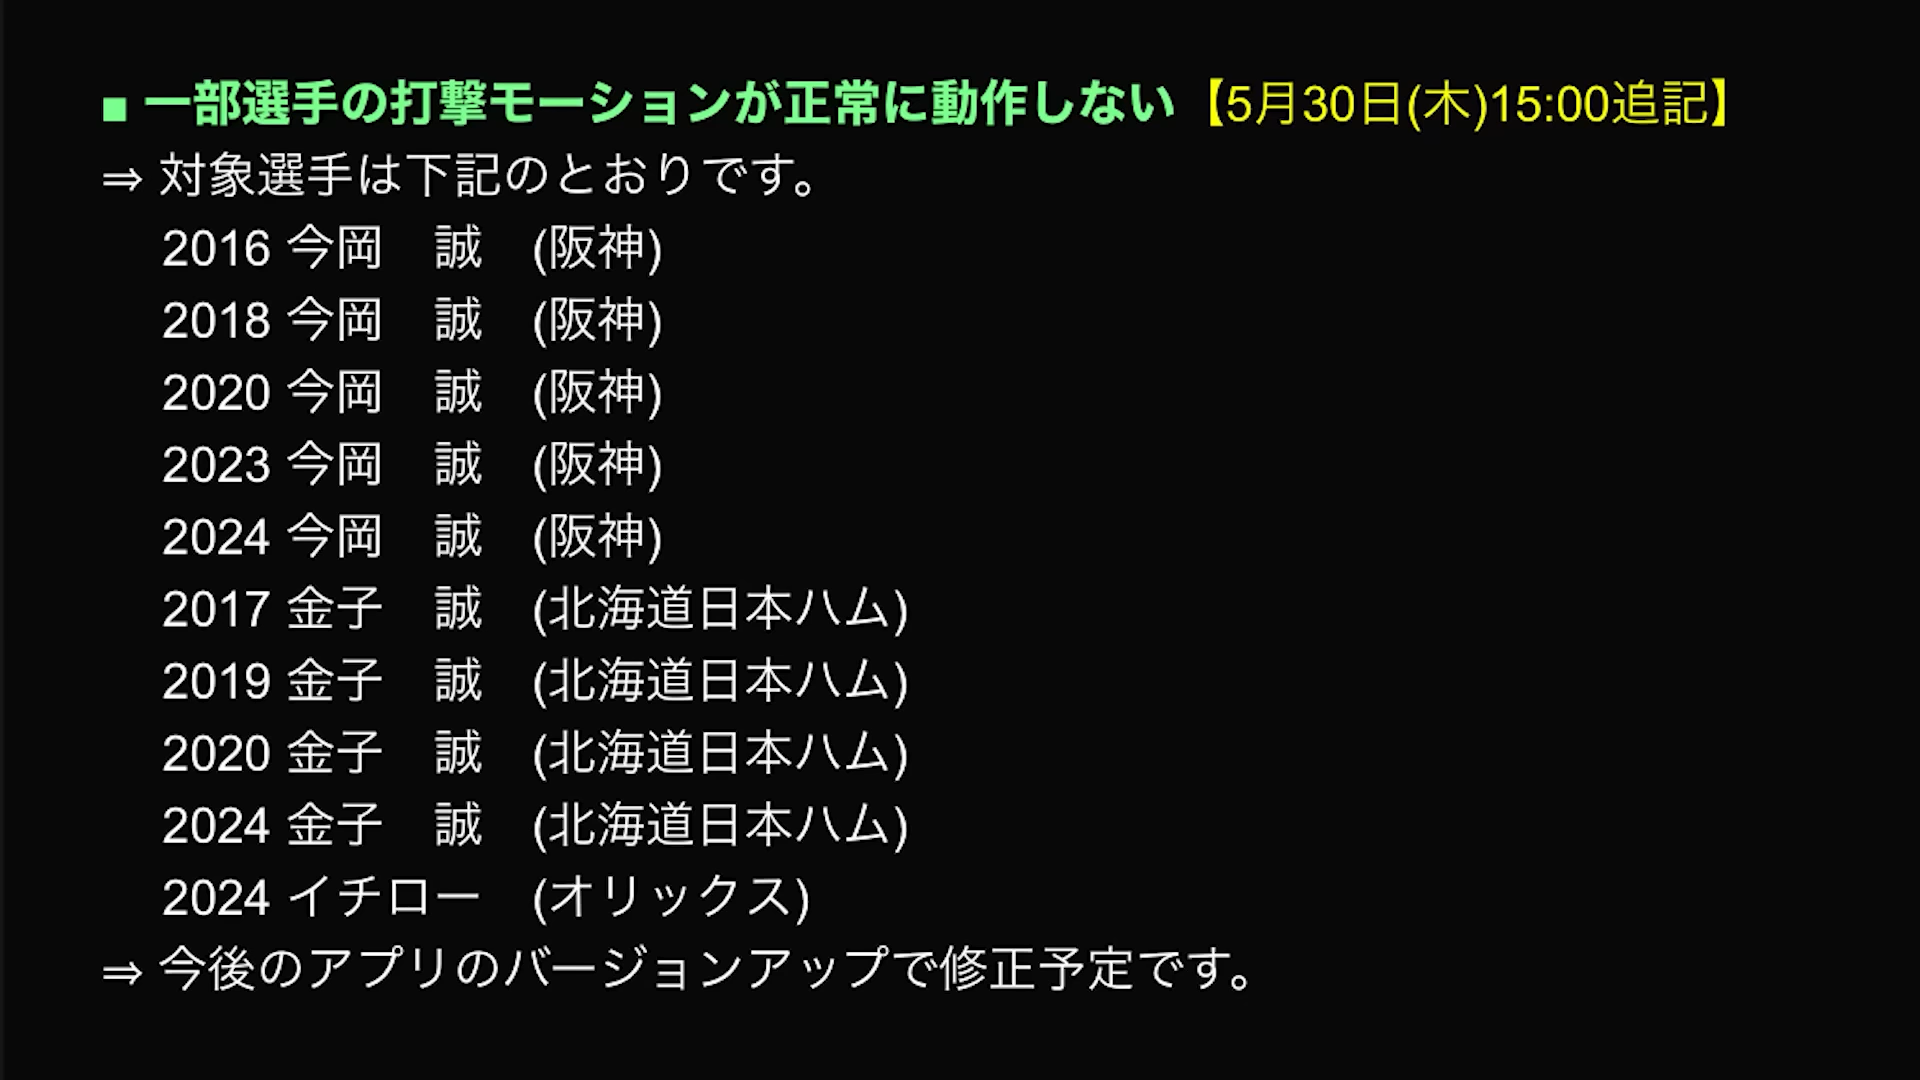 ■ 一部選手の打撃モーションが正常に動作しない【5月30日(木)15:00追記】
⇒ 対象選手は下記のとおりです。
2016 今岡　誠　(阪神)
2018 今岡　誠　(阪神)
2020 今岡　誠　(阪神)
2023 今岡　誠　(阪神)
2024 今岡　誠　(阪神)
2017 金子　誠　(北海道日本ハム)
2019 金子　誠　(北海道日本ハム)
2020 金子　誠　(北海道日本ハム)
2024 金子　誠　(北海道日本ハム)
2024 イチロー　(オリックス)
⇒ 今後のアプリのバージョンアップで修正予定です。